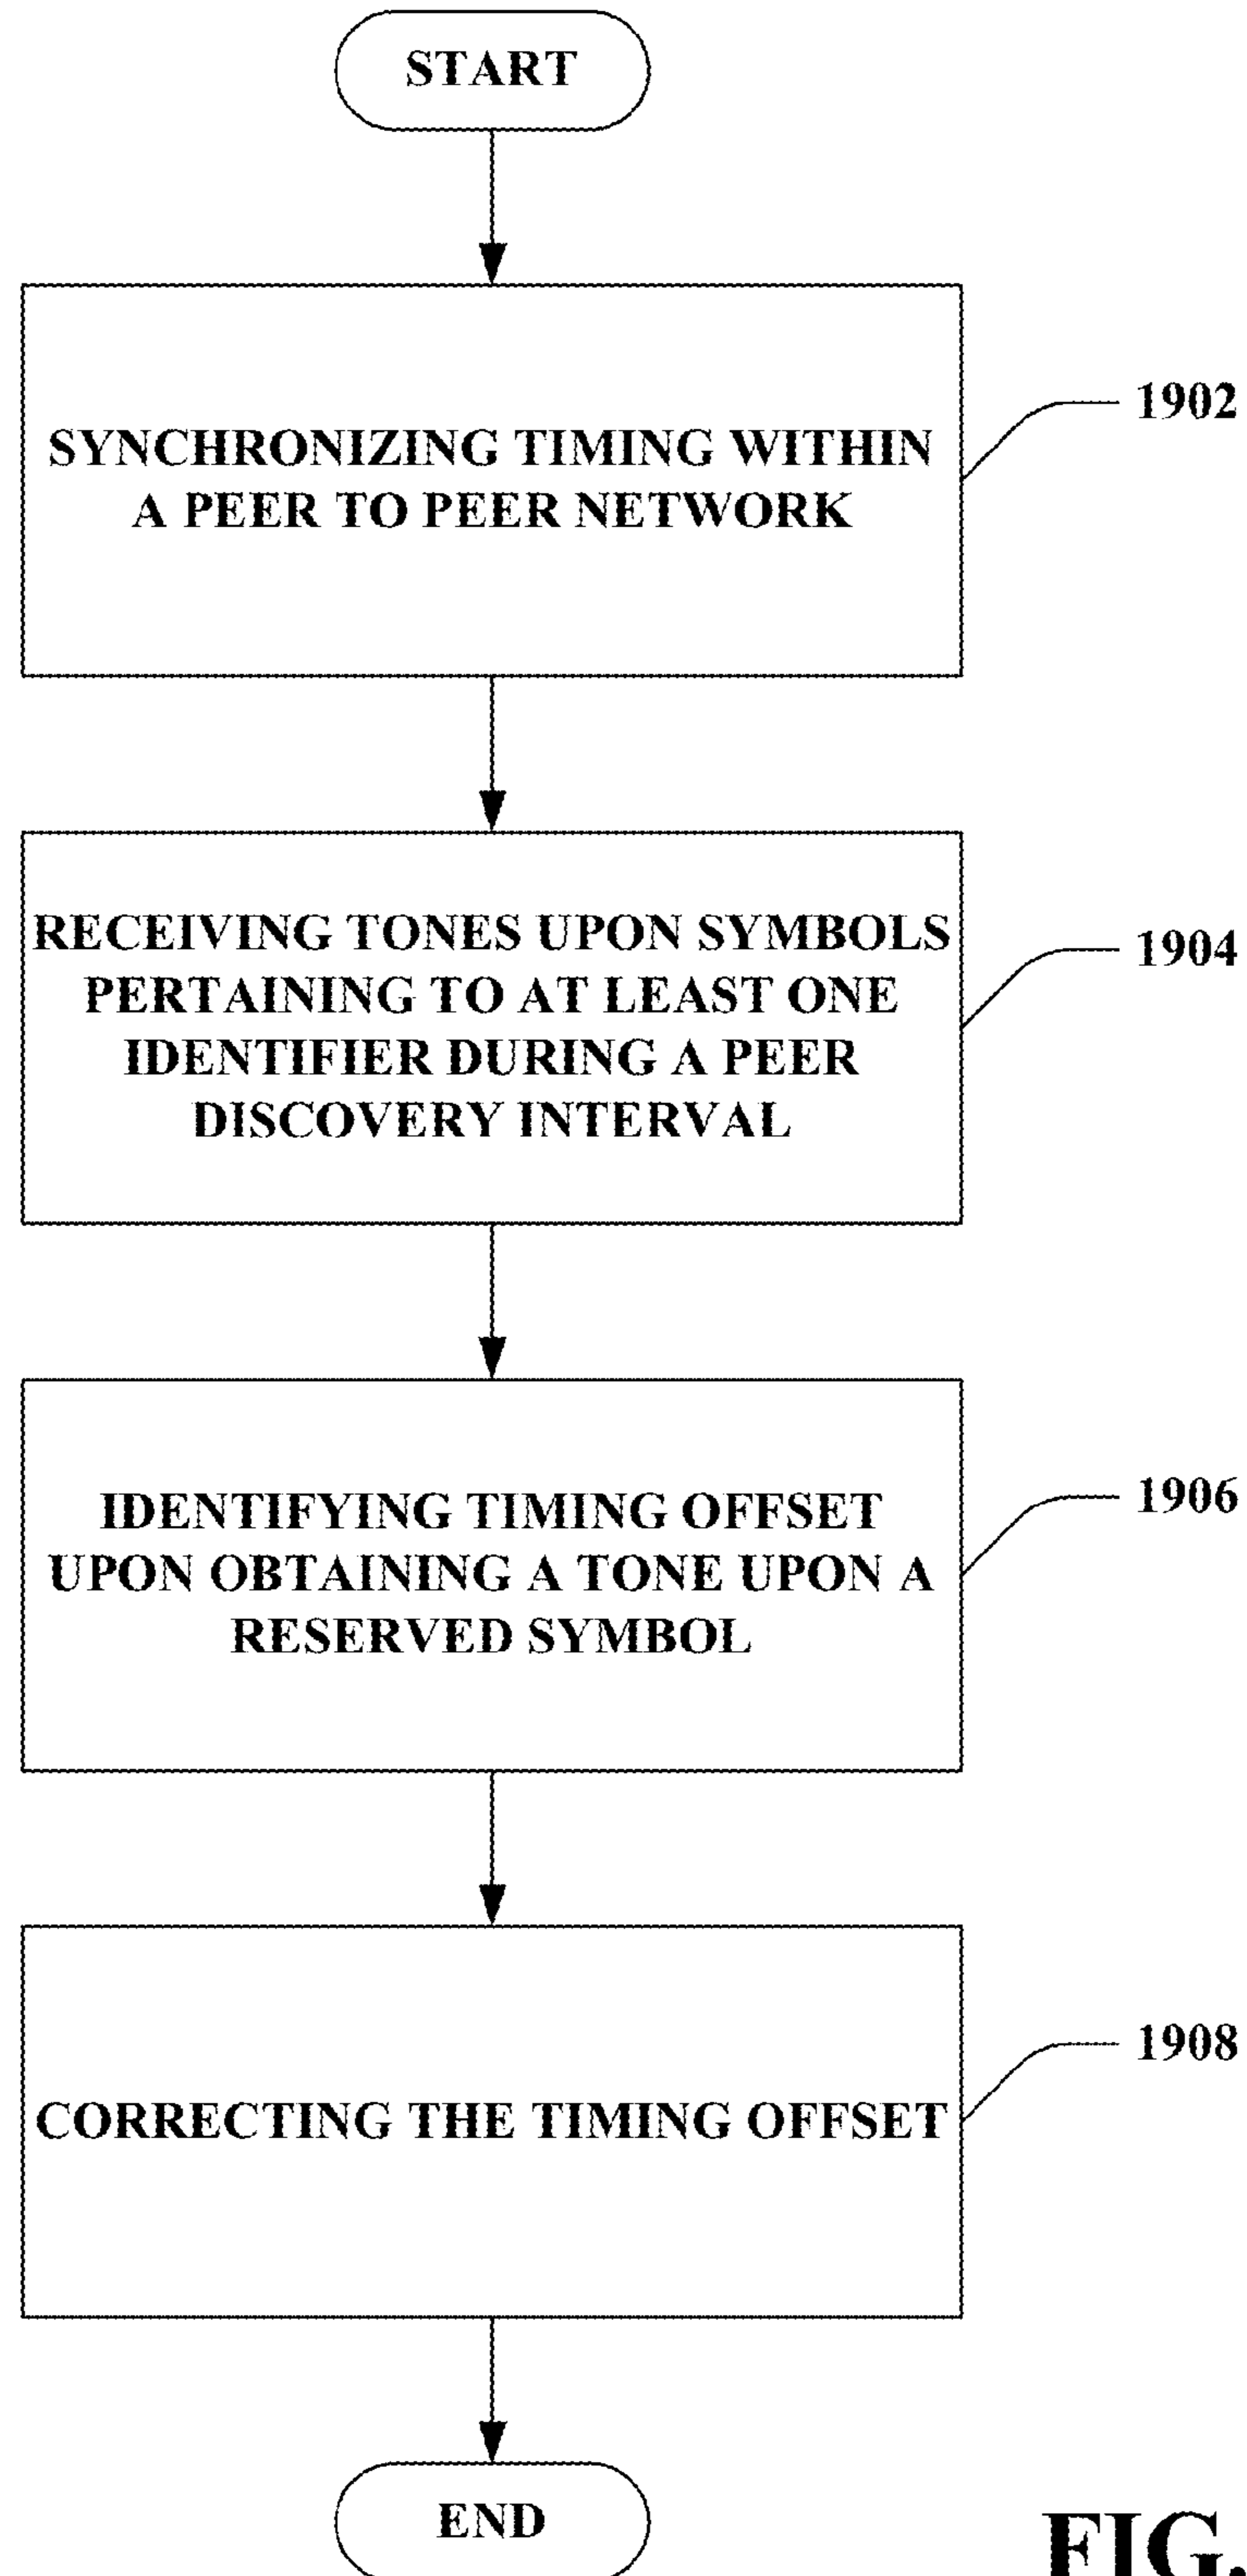 START
SYNCHRONIZING TIMING WITHIN
A PEER TO PEER NETWORK
1902
RECEIVING TONES UPON SYMBOLS
PERTAINING TO AT LEAST ONE
IDENTIFIER DURING A PEER
DISCOVERY INTERVAL
1904
IDENTIFYING TIMING OFFSET
UPON OBTAINING A TONE UPON A
RESERVED SYMBOL
1906
CORRECTING THE TIMING OFFSET
1908
END
FIG.